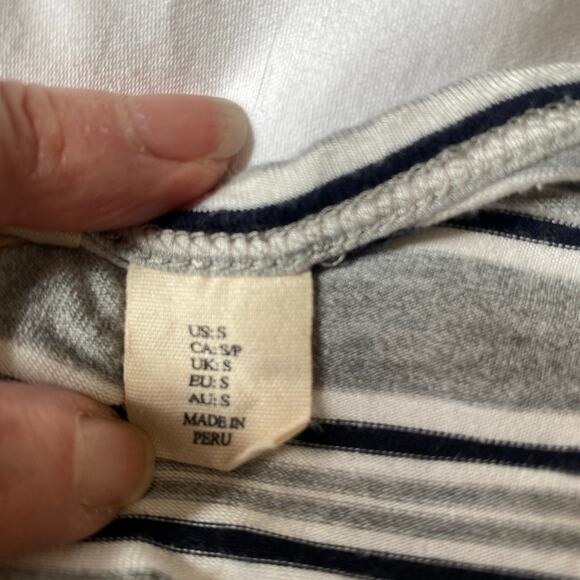 US: S
CA: S/P
UK: S
EU: S
AU: S
MADE IN
PERU